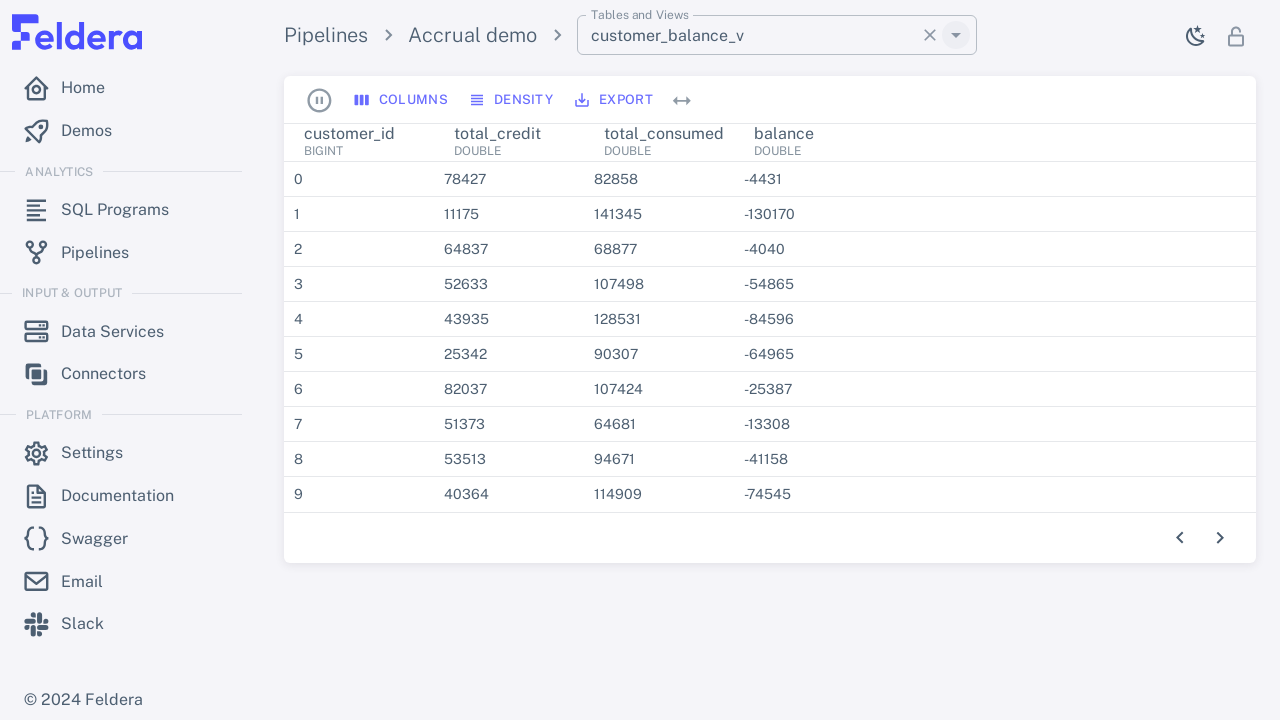 Feldera
Home
Demos
ANALYTICS
SQL Programs
Pipelines
INPUT & OUTPUT
Data Services
Connectors
PLATFORM
Settings
Documentation
Swagger
Email
Slack
© 2024 Feldera
Pipelines
Accrual demo
Tables and Views
customer_balance_v
COLUMNS DENSITY EXPORT
customer_id total_credit total_consumed balance
BIGINT DOUBLE DOUBLE DOUBLE
0 78427 82858 -4431
1 11175 141345 -130170
2 64837 68877 -4040
3 52633 107498 -54865
4 43935 128531 -84596
5 25342 90307 -64965
6 82037 107424 -25387
7 51373 64681 -13308
8 53513 94671 -41158
9 40364 114909 -74545